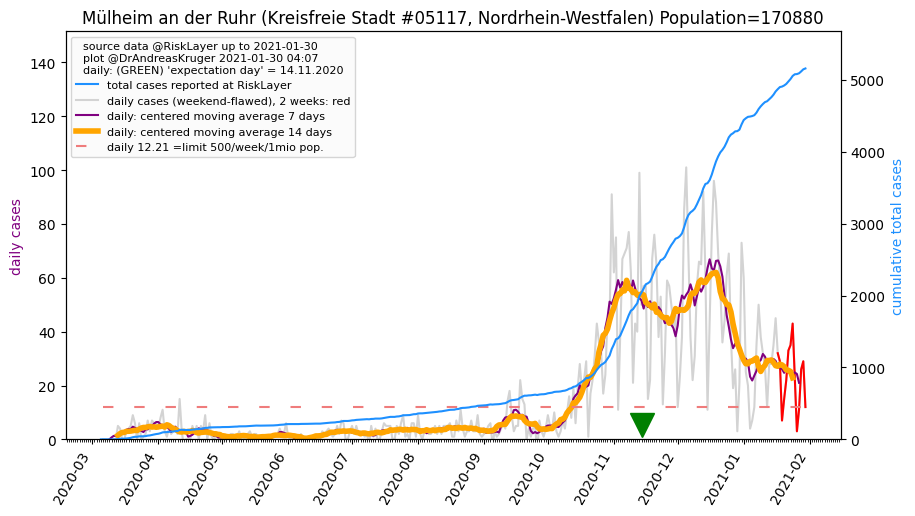 Mülheim an der Ruhr (Kreisfreie Stadt #05117, Nordrhein-Westfalen) Population=170880
source data @RiskLayer up to 2021-01-30
plot @DrAndreasKruger 2021-01-30 04:07
daily: (GREEN) 'expectation day' = 14.11.2020
total cases reported at RiskLayer
daily cases (weekend-flawed), 2 weeks: red
daily: centered moving average 7 days
daily: centered moving average 14 days
daily 12.21 =limit 500/week/1mio pop.
daily cases
140
120
100
80
60
40
20
0
cumulative total cases
5000
4000
3000
2000
1000
0
2020-03
2020-04
2020-05
2020-06
2020-07
2020-08
2020-09
2020-10
2020-11
2020-12
2021-01
2021-02